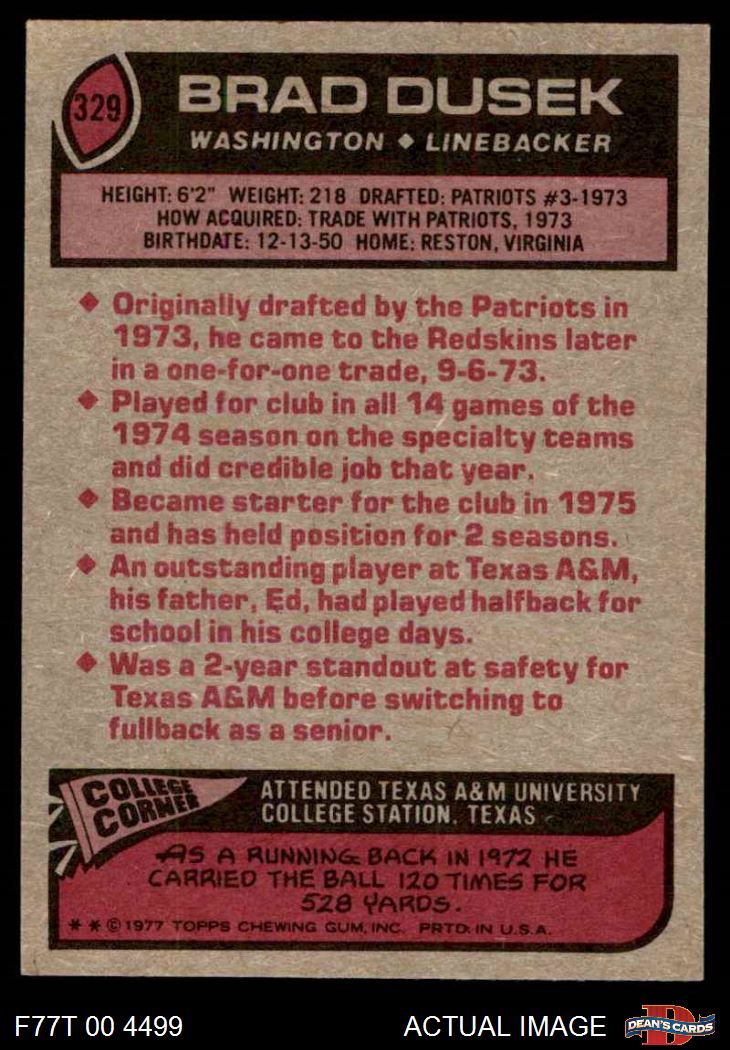 329
BRAD DUSEK
WASHINGTON ◆ LINEBACKER
HEIGHT: 6'2" WEIGHT: 218 DRAFTED: PATRIOTS #3-1973
HOW ACQUIRED: TRADE WITH PATRIOTS, 1973
BIRTHDATE: 12-13-50 HOME: RESTON, VIRGINIA
◆ Originally drafted by the Patriots in
1973, he came to the Redskins later
in a one-for-one trade, 9-6-73.
◆ Played for club in all 14 games of the
1974 season on the specialty teams
and did credible job that year.
◆ Became starter for the club in 1975
and has held position for 2 seasons.
◆ An outstanding player at Texas A&M,
his father, Ed, had played halfback for
school in his college days.
◆ Was a 2-year standout at safety for
Texas A&M before switching to
fullback as a senior.
COLLEGE
CORNER
ATTENDED TEXAS A&M UNIVERSITY
COLLEGE STATION, TEXAS
AS A RUNNING BACK IN 1972 HE
CARRIED THE BALL 120 TIMES FOR
528 YARDS.
* * © 1977 TOPPS CHEWING GUM, INC. PRTD. IN U.S.A.
F77T 00 4499
ACTUAL IMAGE
D
DEAN'S CARDS